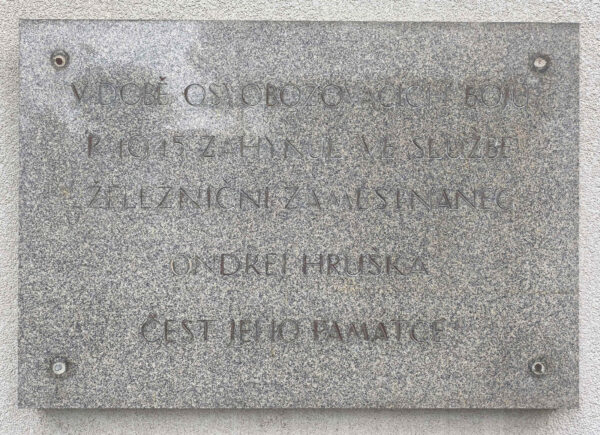 V DOBĚ OSVOBOZOVACÍCH BOJŮ
R. 1945 ZAHYNUL VE SLUŽBĚ
ŽELEZNIČNÍ ZAMĚSTNANEC
ONDREJ HRUŠKA
ČEST JEHO PAMÁTCE